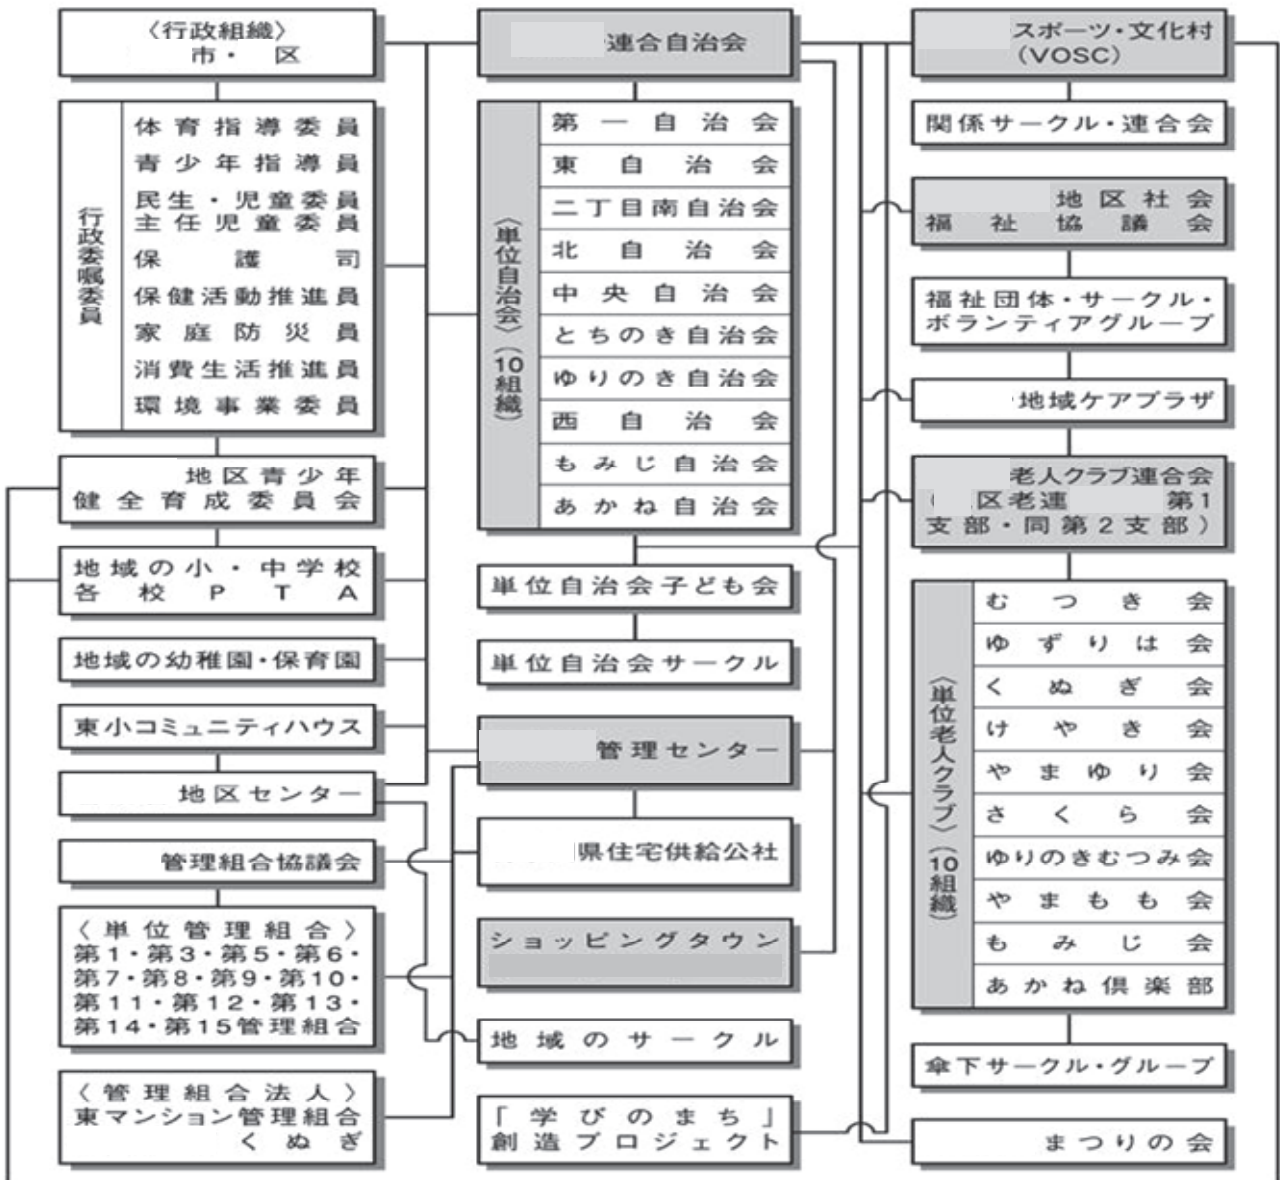 〈行政組織〉
市・ 区
行政委嘱委員
体育指導委員
青少年指導員
民生・児童委員
主任児童委員
保護司
保健活動推進員
家庭防災員
消費生活推進員
環境事業委員
地区青少年
健全育成委員会
地域の小・中学校
各校PTA
地域の幼稚園・保育園
東小コミュニティハウス
地区センター
管理組合協議会
〈単位管理組合〉
第1・第3・第5・第6・
第7・第8・第9・第10・
第11・第12・第13・
第14・第15管理組合
〈管理組合法人〉
東マンション管理組合
くぬぎ
連合自治会
〈単位自治会〉(10組織)
第一自治会
東自治会
二丁目南自治会
北自治会
中央自治会
とちのき自治会
ゆりのき自治会
西自治会
もみじ自治会
あかね自治会
単位自治会子ども会
単位自治会サークル
管理センター
県住宅供給公社
ショッピングタウン
地域のサークル
「学びのまち」
創造プロジェクト
スポーツ・文化村
(VOSC)
関係サークル・連合会
地区社会
福祉協議会
福祉団体・サークル・
ボランティアグループ
地域ケアプラザ
老人クラブ連合会
( 区老連 第1
支部・同第2支部)
〈単位老人クラブ〉(10組織)
むつき会
ゆずりは会
くぬぎ会
けやき会
やまゆり会
さくら会
ゆりのきむつみ会
やまもも会
もみじ会
あかね倶楽部
傘下サークル・グループ
まつりの会